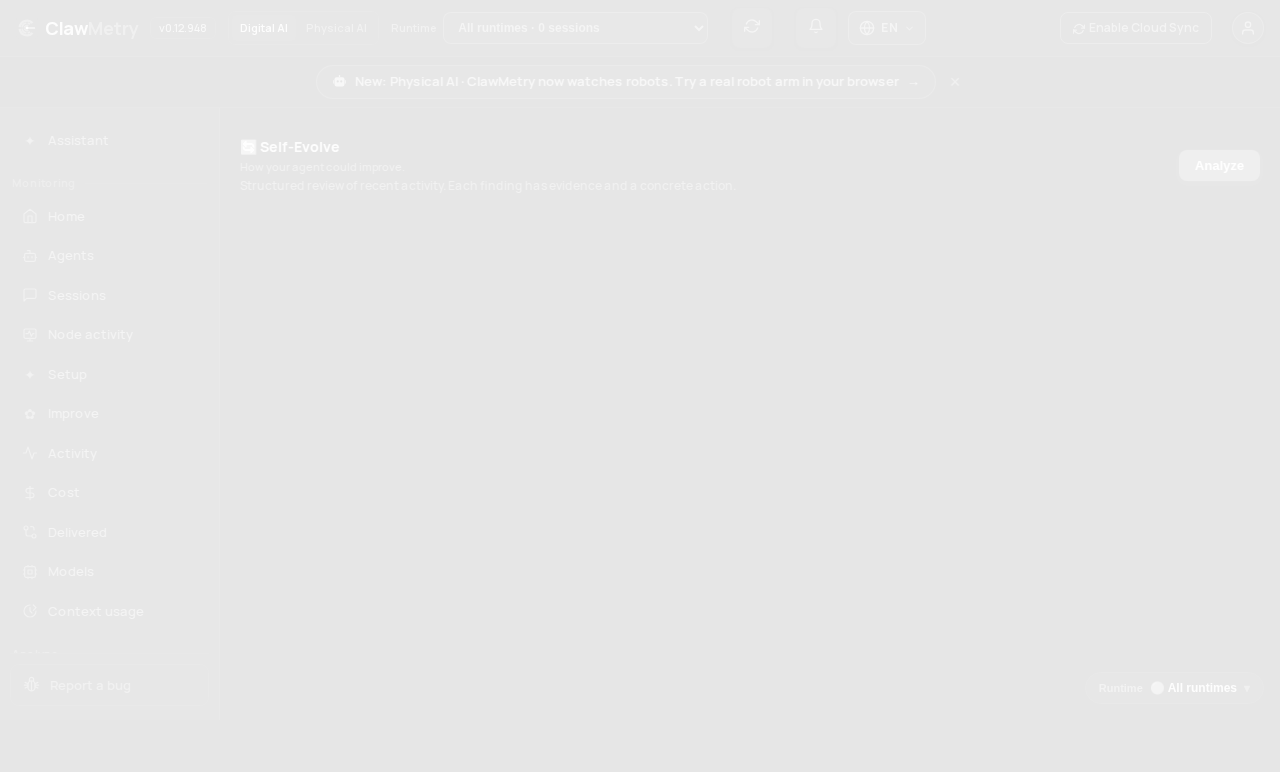 ClawMetry
v0.12.948
Digital AI
Physical AI
Runtime
All runtimes - 0 sessions
EN
Enable Cloud Sync
New: Physical AI · ClawMetry now watches robots. Try a real robot arm in your browser →
×
Assistant
Monitoring
Home
Agents
Sessions
Node activity
Setup
Improve
Activity
Cost
Delivered
Models
Context usage
Report a bug
Self-Evolve
How your agent could improve
Structured review of recent activity. Each finding has evidence and a concrete action.
Analyze
Runtime
All runtimes